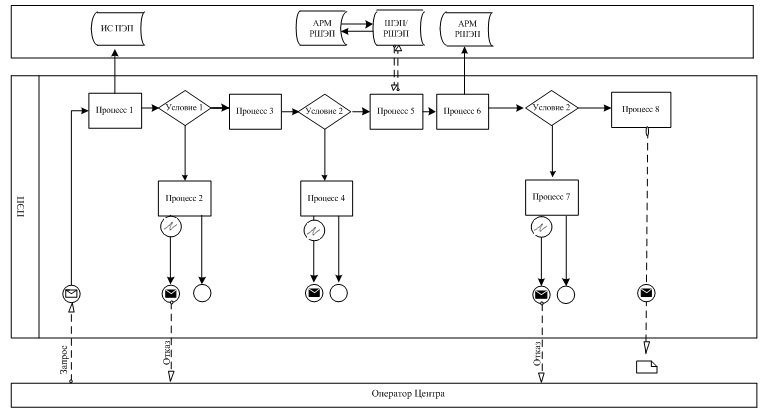 ИС ПЭП
АРМ
РШЭП
ШЭП/
РШЭП
АРМ
РШЭП
ПЭП
Процесс 1
Условие 1
Процесс 3
Условие 2
Процесс 5
Процесс 6
Условие 2
Процесс 8
Процесс 2
Процесс 4
Процесс 7
Запрос
Отказ
Отказ
Оператор Центра